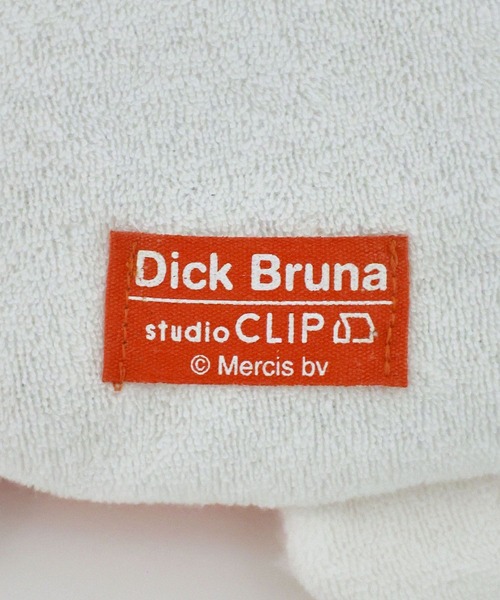 Dick Bruna
studio CLIP
© Mercis bv